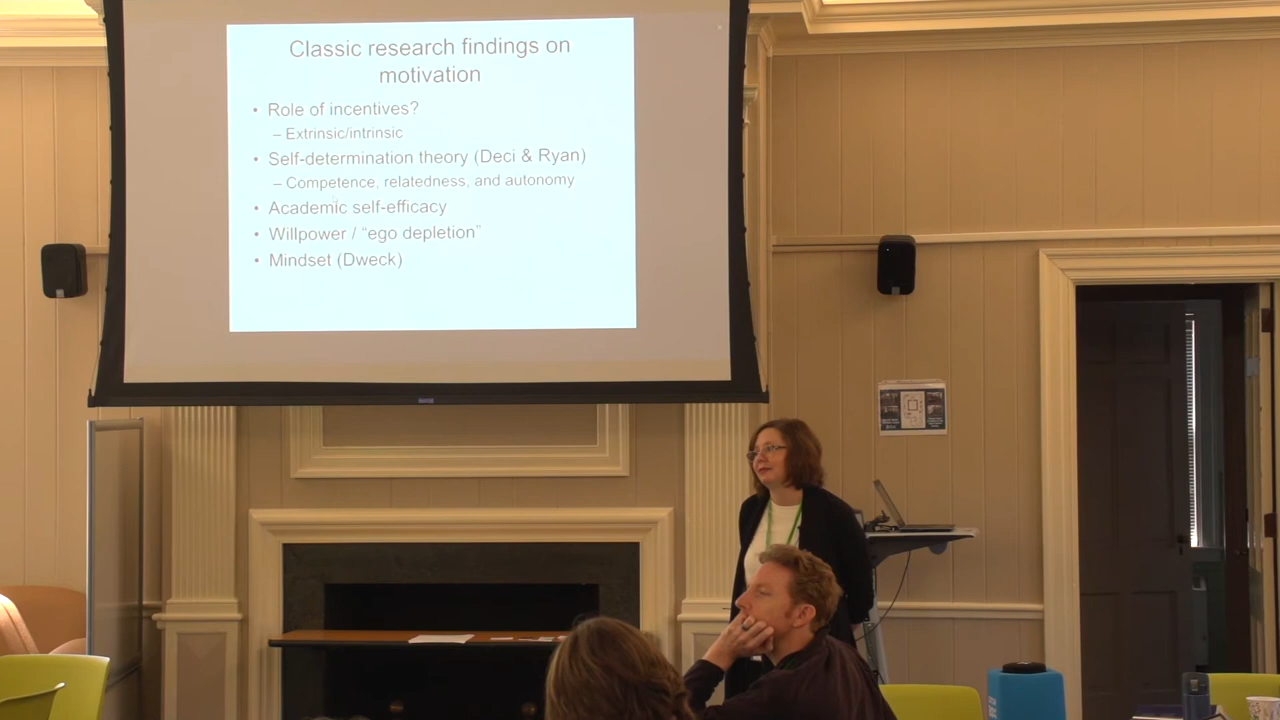 Classic research findings on
motivation
• Role of incentives?
– Extrinsic/intrinsic
• Self-determination theory (Deci & Ryan)
– Competence, relatedness, and autonomy
• Academic self-efficacy
• Willpower / “ego depletion”
• Mindset (Dweck)